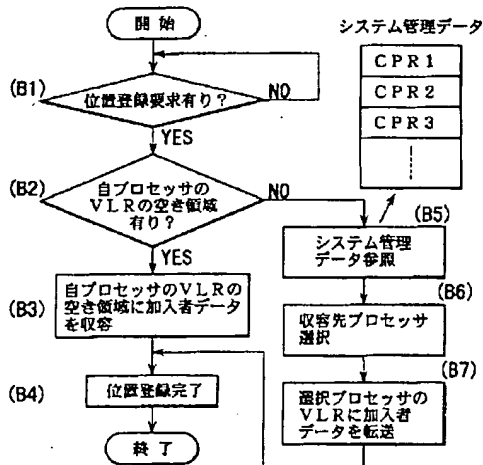 開始
システム管理データ
CPR1
CPR2
CPR3
(B1)
位置登録要求有り？
NO
YES
(B2)
自プロセッサの
VLRの空き領域
有り？
NO
YES
(B3)
自プロセッサのVLRの
空き領域に加入者データ
を収容
(B4)
位置登録完了
終了
(B5)
システム管理
データ参照
(B6)
収容先プロセッサ
選択
(B7)
選択プロセッサの
VLRに加入者
データを転送